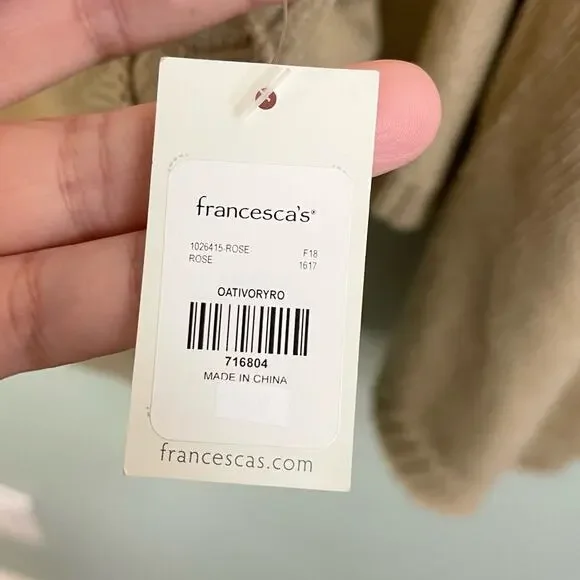 francesca's®
1026415-ROSE F18
ROSE 1617
OATIVORYRO
716804
MADE IN CHINA
francescas.com